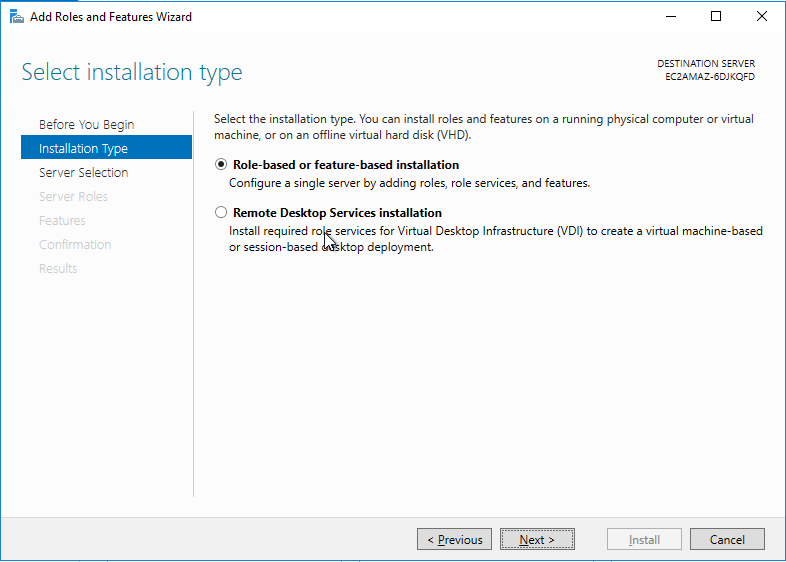 Add Roles and Features Wizard
Select installation type
DESTINATION SERVER
EC2AMAZ-6DJKQFD
Before You Begin
Installation Type
Server Selection
Server Roles
Features
Confirmation
Results
Select the installation type. You can install roles and features on a running physical computer or virtual
machine, or on an offline virtual hard disk (VHD).
Role-based or feature-based installation
Configure a single server by adding roles, role services, and features.
Remote Desktop Services installation
Install required role services for Virtual Desktop Infrastructure (VDI) to create a virtual machine-based
or session-based desktop deployment.
< Previous
Next >
Install
Cancel